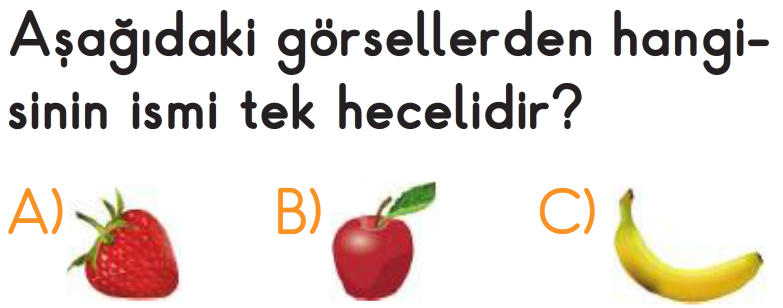 Aşağıdaki görsellerden hangi-
sinin ismi tek hecelidir?
A) B) C)